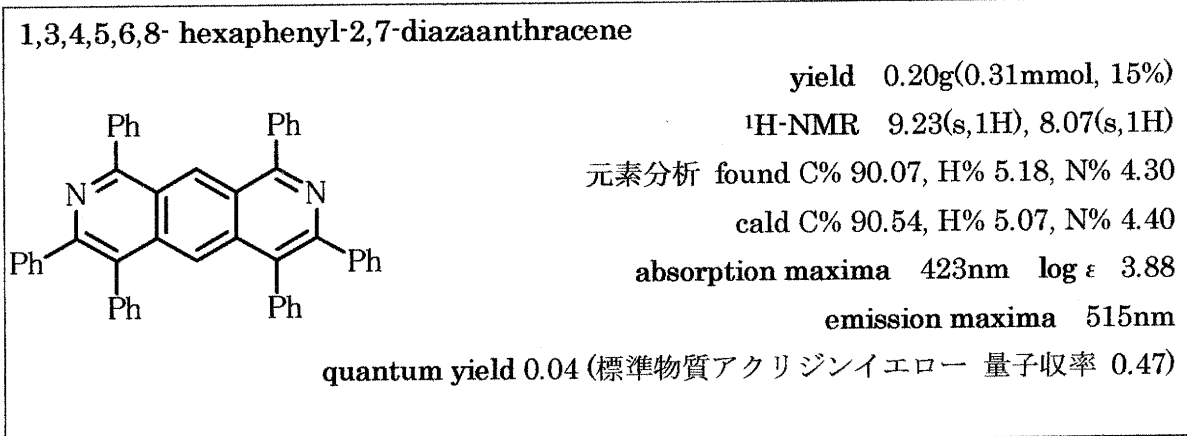 1,3,4,5,6,8- hexaphenyl-2,7-diazaanthracene
yield 0.20g(0.31mmol, 15%)
¹H-NMR 9.23(s,1H), 8.07(s,1H)
元素分析 found C% 90.07, H% 5.18, N% 4.30
cald C% 90.54, H% 5.07, N% 4.40
absorption maxima 423nm log ε 3.88
emission maxima 515nm
quantum yield 0.04 (標準物質アクリジンイエロー 量子収率 0.47)
Ph Ph
N N
Ph Ph
Ph Ph